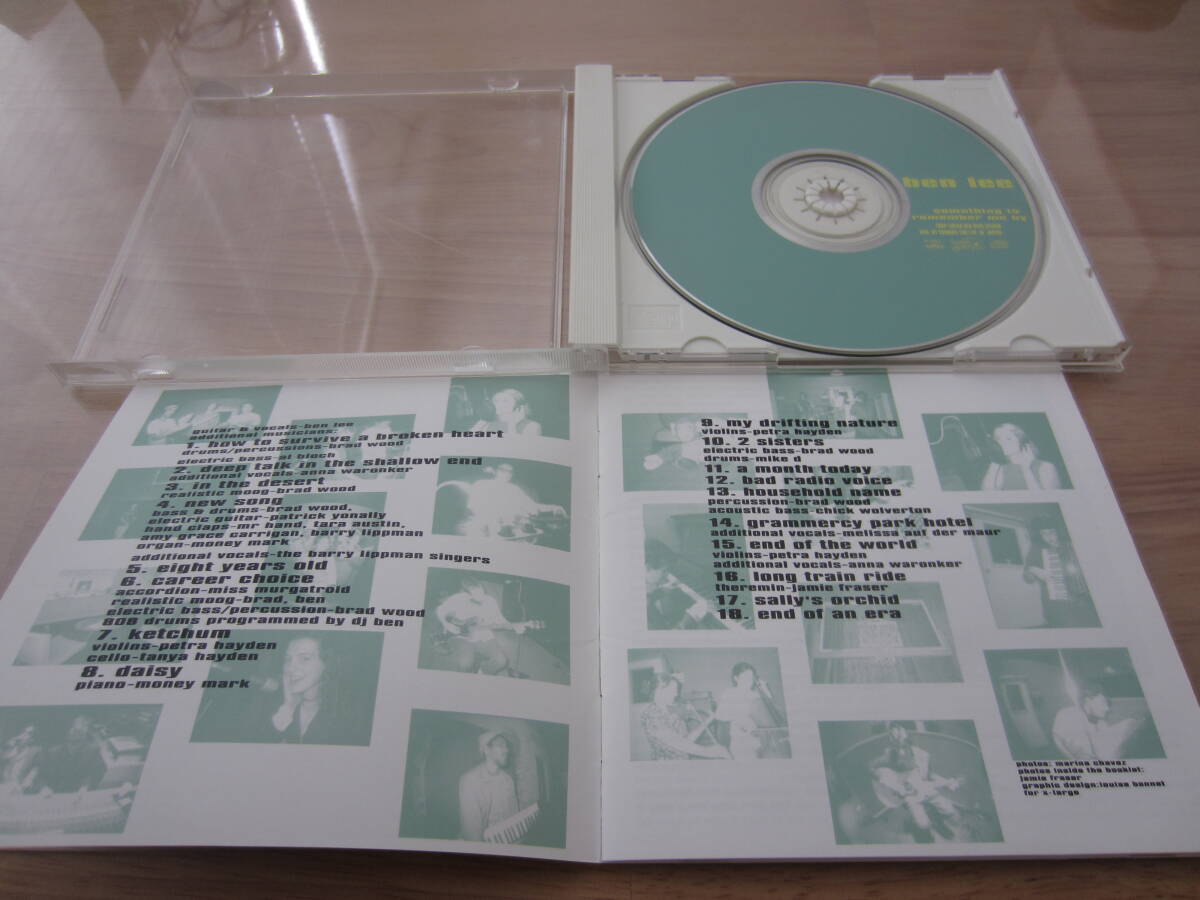 ben lee
something to
remember me by
guitar & vocals-ben lee
additional musicians:
1. how to survive a broken heart
drums/percussions-brad wood
electric bass-al bloch
2. deep talk in the shallow end
additional vocals-anna waronker
3. in the desert
realistic moog-brad wood
4. new song
bass & drums-brad wood,
electric guitar-patrick yonally
hand claps-mr hand, tara austin,
amy grace carrigan, barry lippman
organ-money mark
additional vocals-the barry lippman singers
5. eight years old
6. career choice
accordion-miss murgatroid
realistic moog-brad, ben
electric bass/percussion-brad wood
808 drums programmed by dj ben
7. ketchum
violins-petra hayden
cello-tanya hayden
8. daisy
piano-money mark
9. my drifting nature
violins-petra hayden
10. 2 sisters
electric bass-brad wood
drums-mike d
11. a month today
12. bad radio voice
13. household name
percussion-brad wood
acoustic bass-chick wolverton
14. grammercy park hotel
additional vocals-melissa auf der maur
15. end of the world
violins-petra hayden
additional vocals-anna waronker
16. long train ride
theremin-jamie fraser
17. sally's orchid
18. end of an era
photos: marina chavez
photos inside the booklet:
jamie fraser
graphic design:louise bonnet
for x-large